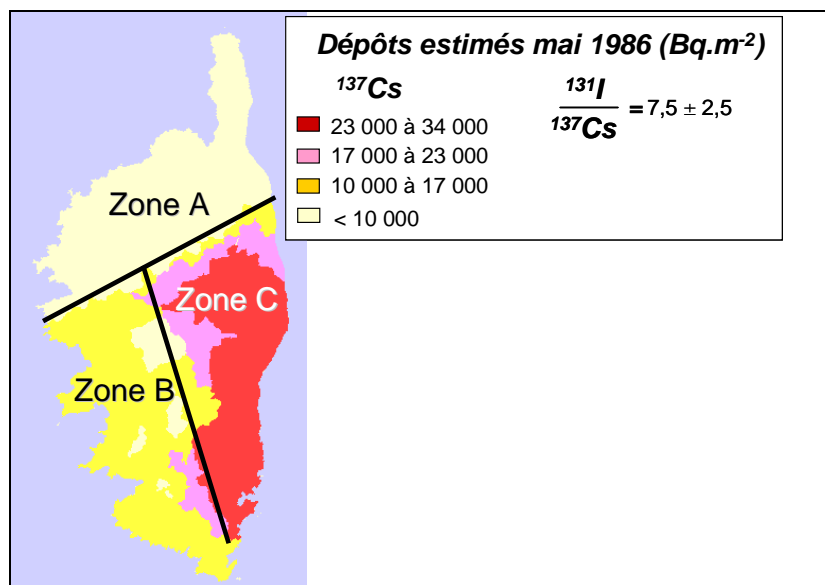 Dépôts estimés mai 1986 (Bq.m-2)
137Cs
131I
137Cs
= 7,5 ± 2,5
23 000 à 34 000
17 000 à 23 000
10 000 à 17 000
< 10 000
Zone A
Zone C
Zone B